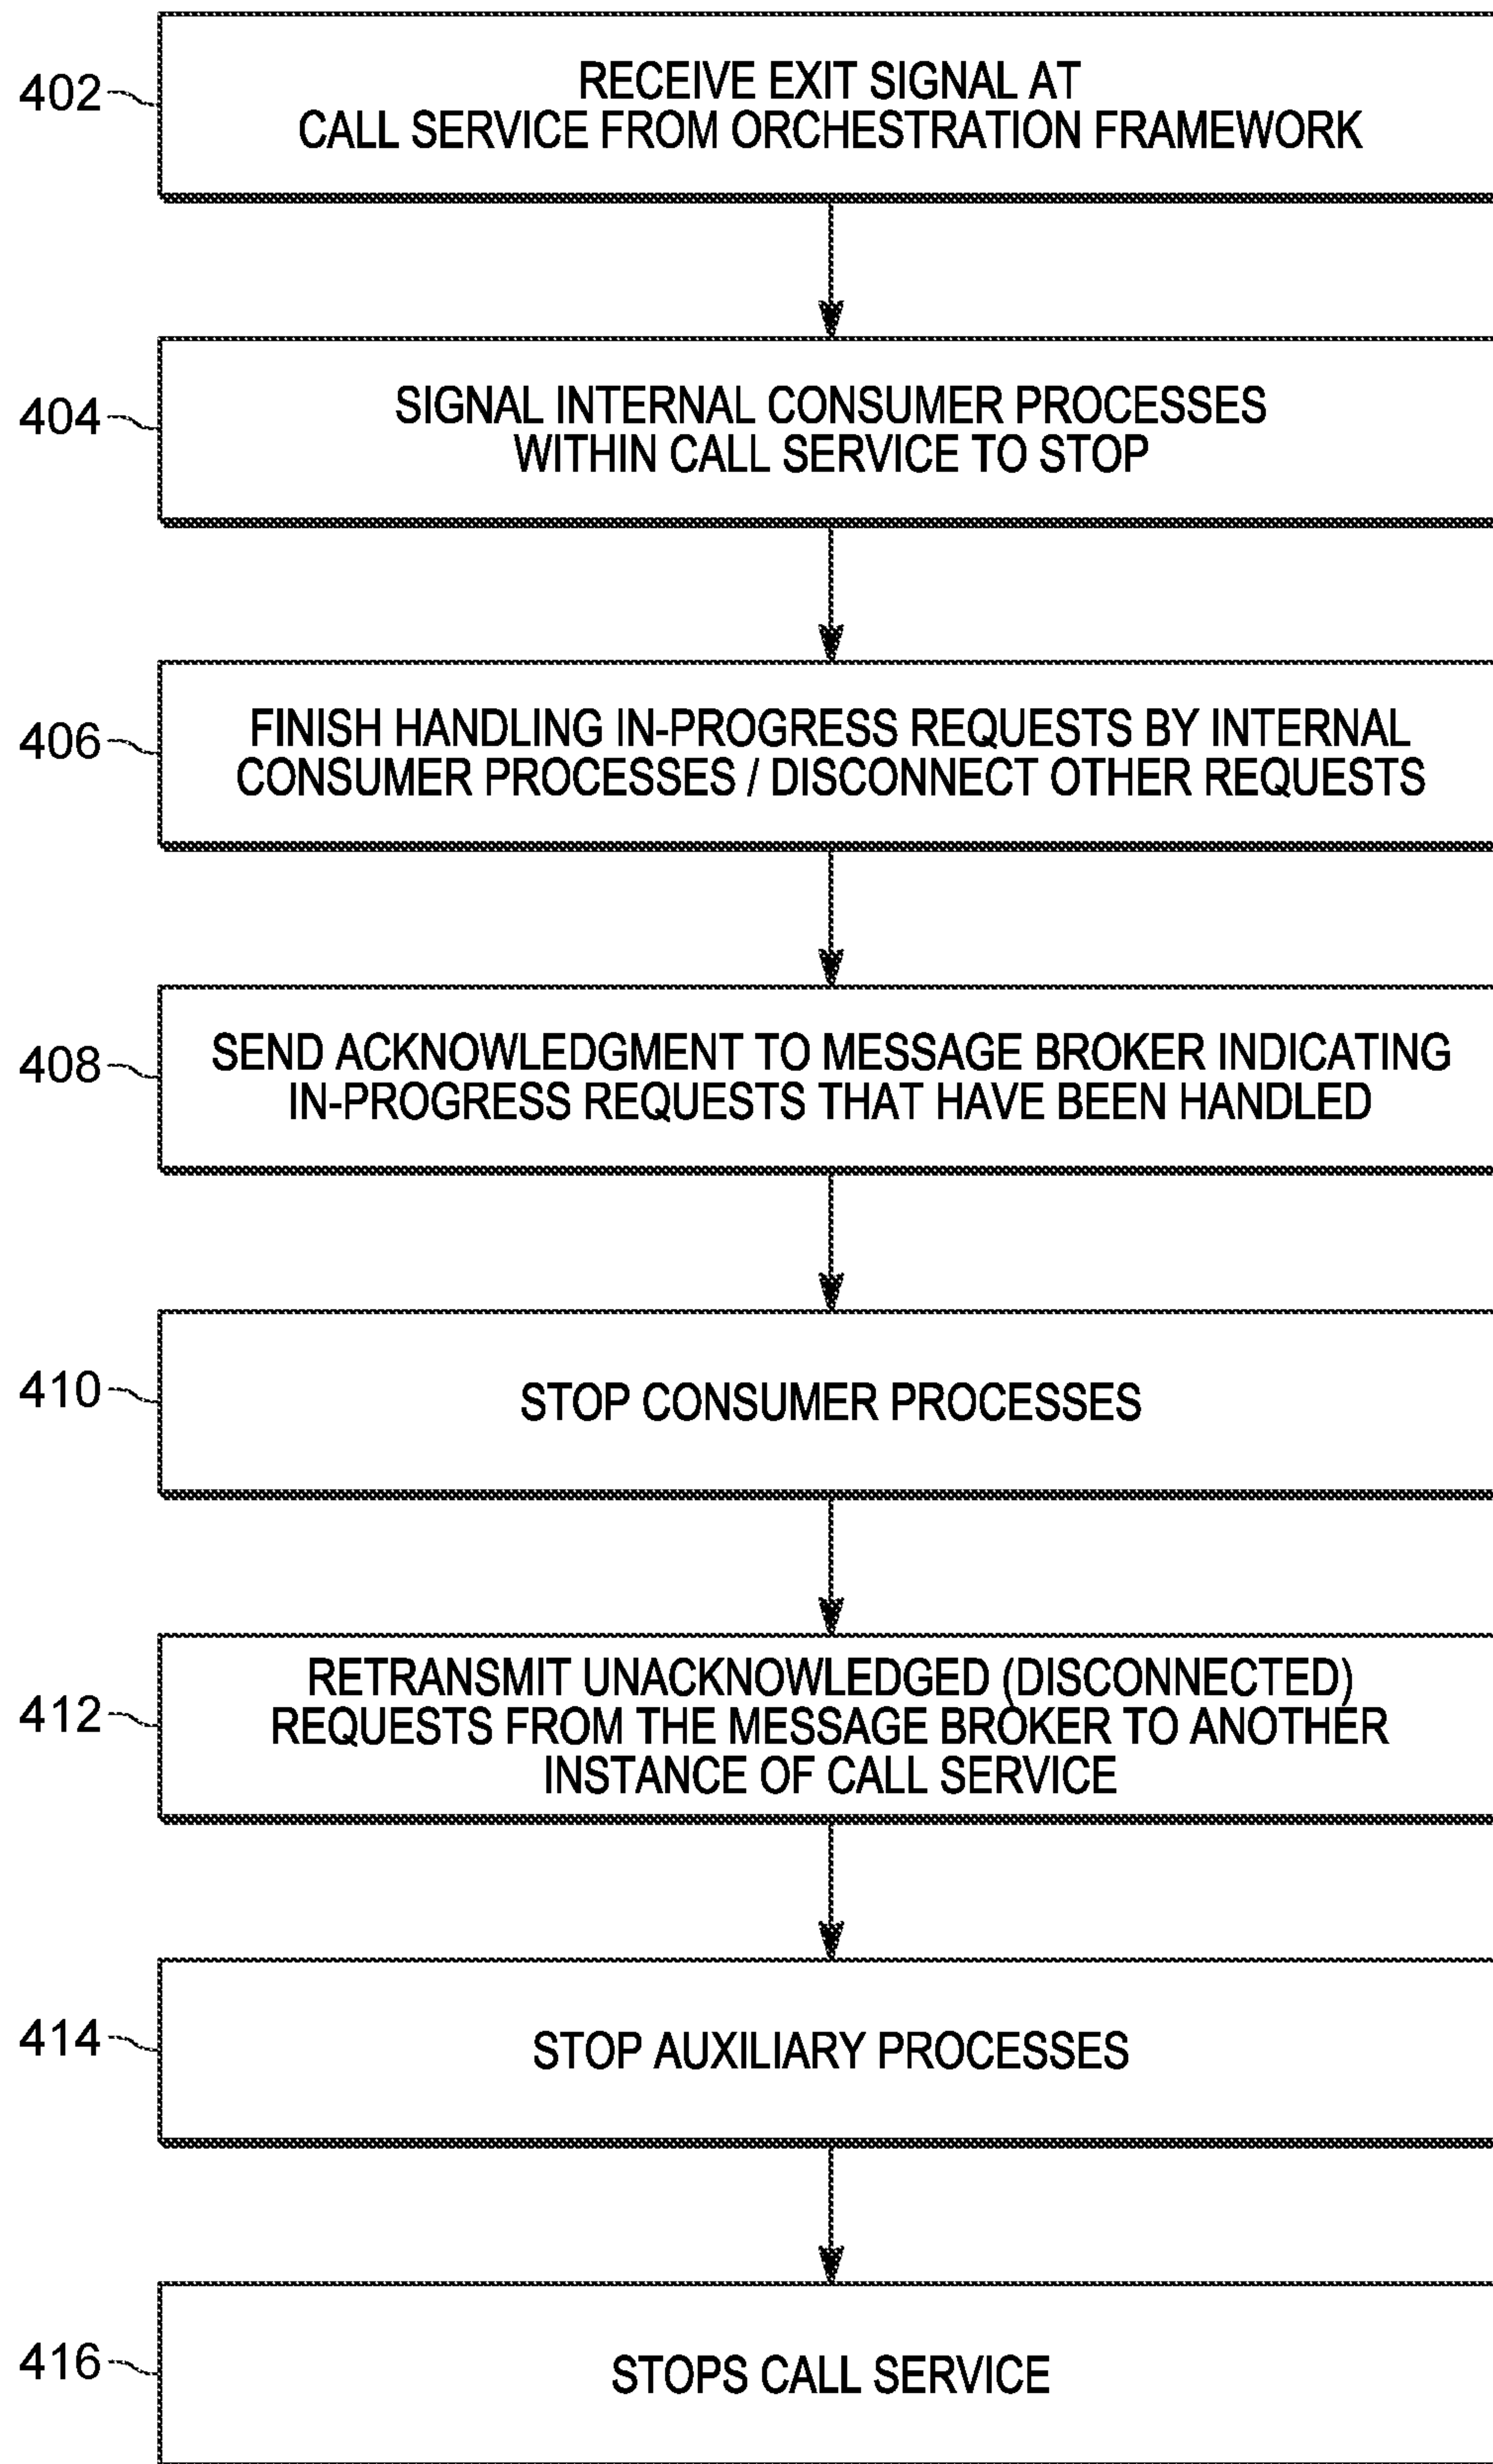 402
RECEIVE EXIT SIGNAL AT
CALL SERVICE FROM ORCHESTRATION FRAMEWORK
404
SIGNAL INTERNAL CONSUMER PROCESSES
WITHIN CALL SERVICE TO STOP
406
FINISH HANDLING IN-PROGRESS REQUESTS BY INTERNAL
CONSUMER PROCESSES / DISCONNECT OTHER REQUESTS
408
SEND ACKNOWLEDGMENT TO MESSAGE BROKER INDICATING
IN-PROGRESS REQUESTS THAT HAVE BEEN HANDLED
410
STOP CONSUMER PROCESSES
412
RETRANSMIT UNACKNOWLEDGED (DISCONNECTED)
REQUESTS FROM THE MESSAGE BROKER TO ANOTHER
INSTANCE OF CALL SERVICE
414
STOP AUXILIARY PROCESSES
416
STOPS CALL SERVICE